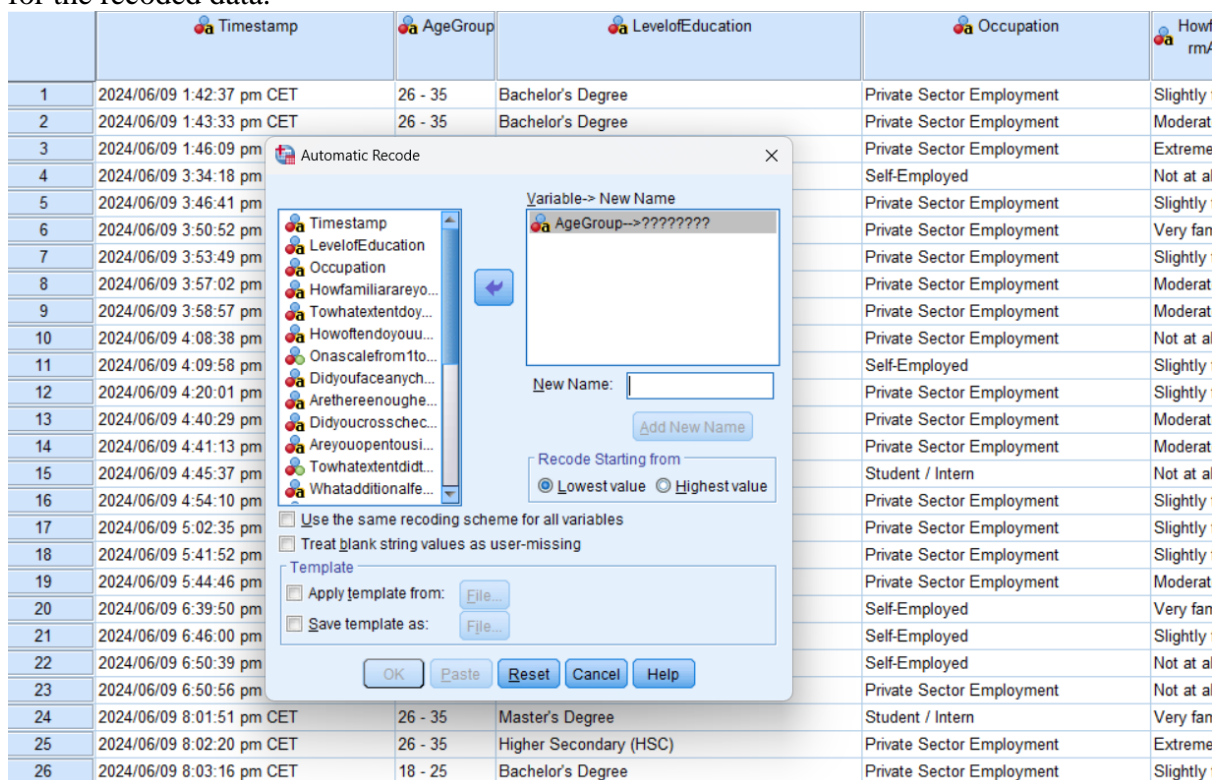 for the recoded data.
Timestamp AgeGroup LevelofEducation Occupation Howf
rmA
1 2024/06/09 1:42:37 pm CET 26 - 35 Bachelor's Degree Private Sector Employment Slightly
2 2024/06/09 1:43:33 pm CET 26 - 35 Bachelor's Degree Private Sector Employment Moderat
3 2024/06/09 1:46:09 pm Private Sector Employment Extreme
4 2024/06/09 3:34:18 pm Self-Employed Not at al
5 2024/06/09 3:46:41 pm Private Sector Employment Slightly
6 2024/06/09 3:50:52 pm Private Sector Employment Very fan
7 2024/06/09 3:53:49 pm Private Sector Employment Slightly
8 2024/06/09 3:57:02 pm Private Sector Employment Moderat
9 2024/06/09 3:58:57 pm Private Sector Employment Moderat
10 2024/06/09 4:08:38 pm Private Sector Employment Not at al
11 2024/06/09 4:09:58 pm Self-Employed Slightly
12 2024/06/09 4:20:01 pm Private Sector Employment Slightly
13 2024/06/09 4:40:29 pm Private Sector Employment Moderat
14 2024/06/09 4:41:13 pm Private Sector Employment Moderat
15 2024/06/09 4:45:37 pm Student / Intern Not at al
16 2024/06/09 4:54:10 pm Private Sector Employment Slightly
17 2024/06/09 5:02:35 pm Private Sector Employment Slightly
18 2024/06/09 5:41:52 pm Private Sector Employment Slightly
19 2024/06/09 5:44:46 pm Private Sector Employment Moderat
20 2024/06/09 6:39:50 pm Self-Employed Very fan
21 2024/06/09 6:46:00 pm Self-Employed Slightly
22 2024/06/09 6:50:39 pm Self-Employed Not at al
23 2024/06/09 6:50:56 pm Private Sector Employment Not at al
24 2024/06/09 8:01:51 pm CET 26 - 35 Master's Degree Student / Intern Very fan
25 2024/06/09 8:02:20 pm CET 26 - 35 Higher Secondary (HSC) Private Sector Employment Extreme
26 2024/06/09 8:03:16 pm CET 18 - 25 Bachelor's Degree Private Sector Employment Slightly
Automatic Recode
Variable-> New Name
Timestamp
LevelofEducation
Occupation
Howfamiliarareyo...
Towhatextentdoy...
Howoftendoyouu...
Onascalefrom1to...
Didyoufaceanych...
Arethereenoughe...
Didyoucrosschec...
Areyouopentousi...
Towhatextentdidt...
Whatadditionalfe...
AgeGroup-->????????
New Name:
Add New Name
Recode Starting from
Lowest value Highest value
Use the same recoding scheme for all variables
Treat blank string values as user-missing
Template
Apply template from: File...
Save template as: File...
OK Paste Reset Cancel Help